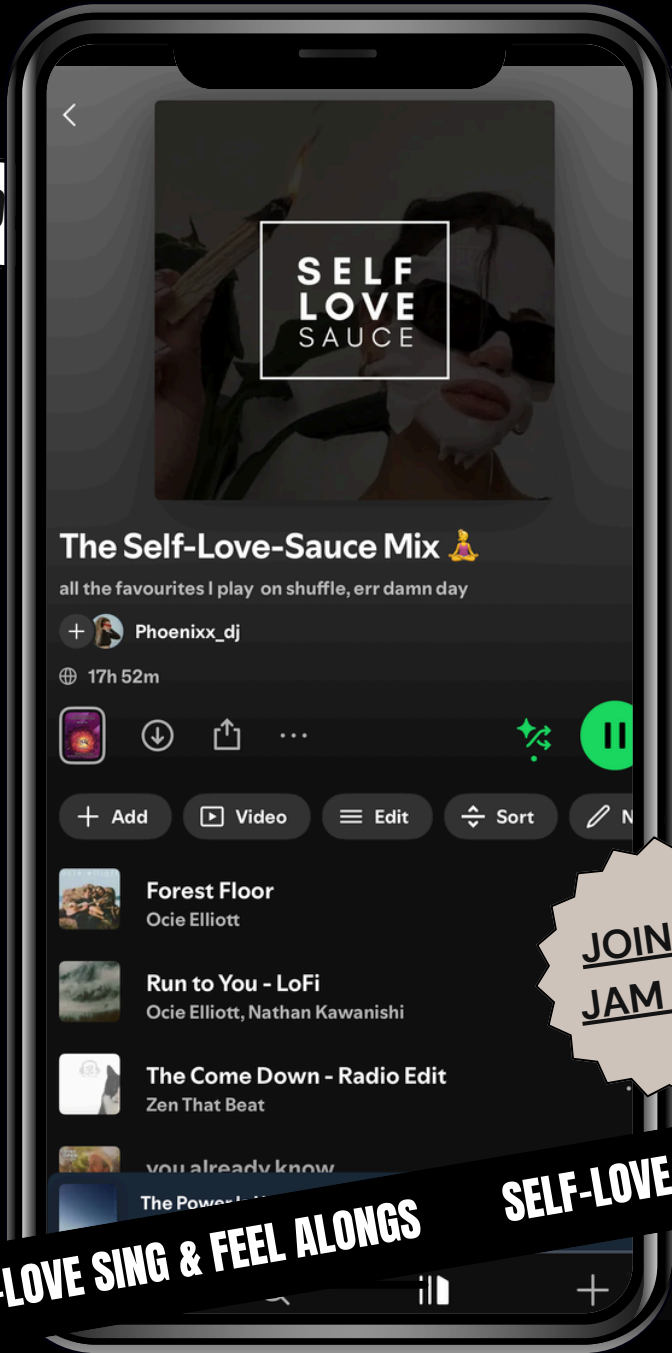 SELF
LOVE
SAUCE
The Self-Love-Sauce Mix 🧘‍♀️
all the favourites I play on shuffle, err damn day
Phoenixx_dj
17h 52m
Add
Video
Edit
Sort
N
Forest Floor
Ocie Elliott
Run to You - LoFi
Ocie Elliott, Nathan Kawanishi
JOIN
JAM
The Come Down - Radio Edit
Zen That Beat
you already know
The Power
-LOVE SING & FEEL ALONGS
SELF-LOVE